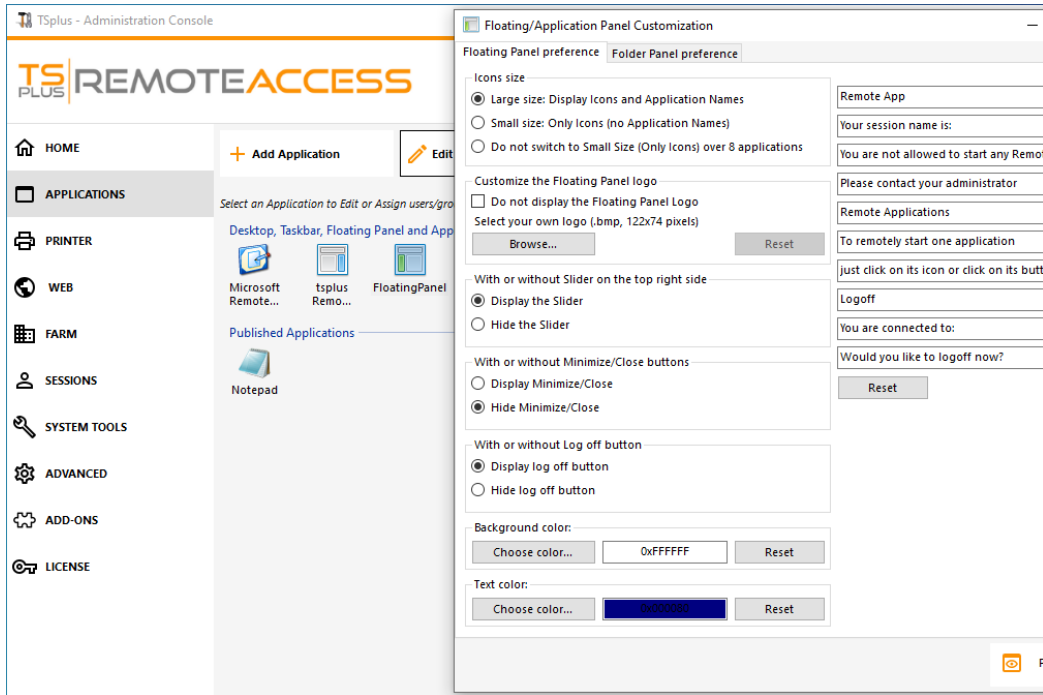 TSplus - Administration Console
TS PLUS REMOTEACCESS
HOME
APPLICATIONS
PRINTER
WEB
FARM
SESSIONS
SYSTEM TOOLS
ADVANCED
ADD-ONS
LICENSE
Add Application
Edit
Select an Application to Edit or Assign users/gro
Desktop, Taskbar, Floating Panel and App
Microsoft Remote...
tsplus Remo...
FloatingPanel
Published Applications
Notepad
Floating/Application Panel Customization
Floating Panel preference
Folder Panel preference
Icons size
Large size: Display Icons and Application Names
Small size: Only Icons (no Application Names)
Do not switch to Small Size (Only Icons) over 8 applications
Customize the Floating Panel logo
Do not display the Floating Panel Logo
Select your own logo (.bmp, 122x74 pixels)
Browse...
Reset
With or without Slider on the top right side
Display the Slider
Hide the Slider
With or without Minimize/Close buttons
Display Minimize/Close
Hide Minimize/Close
With or without Log off button
Display log off button
Hide log off button
Background color:
Choose color...
0xFFFFFF
Reset
Text color:
Choose color...
Reset
Remote App
Your session name is:
You are not allowed to start any Remot
Please contact your administrator
Remote Applications
To remotely start one application
just click on its icon or click on its butt
Logoff
You are connected to:
Would you like to logoff now?
Reset